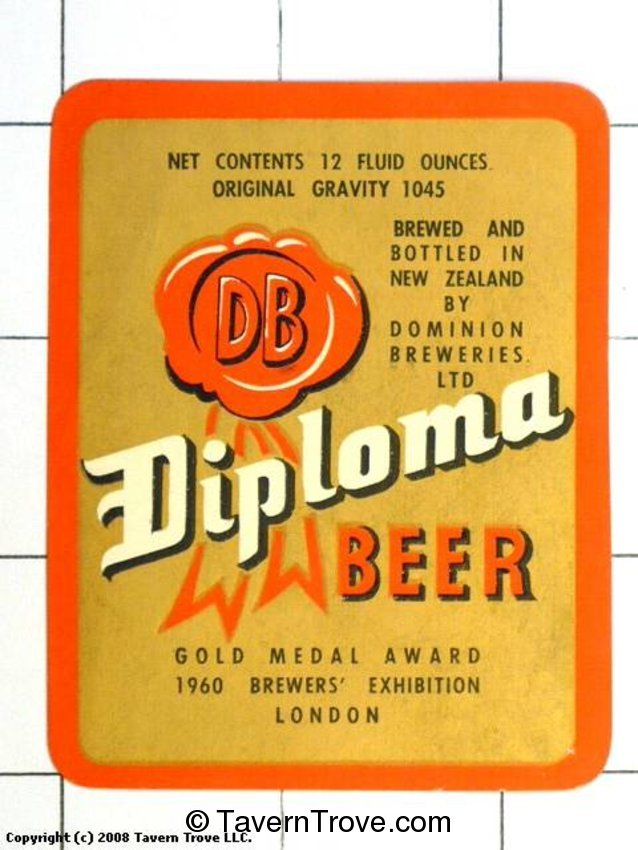 NET CONTENTS 12 FLUID OUNCES.
ORIGINAL GRAVITY 1045
BREWED AND
BOTTLED IN
NEW ZEALAND
BY
DOMINION
BREWERIES.
LTD
DB
Diploma
BEER
GOLD MEDAL AWARD
1960 BREWERS' EXHIBITION
LONDON
© TavernTrove.com
Copyright (c) 2008 Tavern Trove LLC.